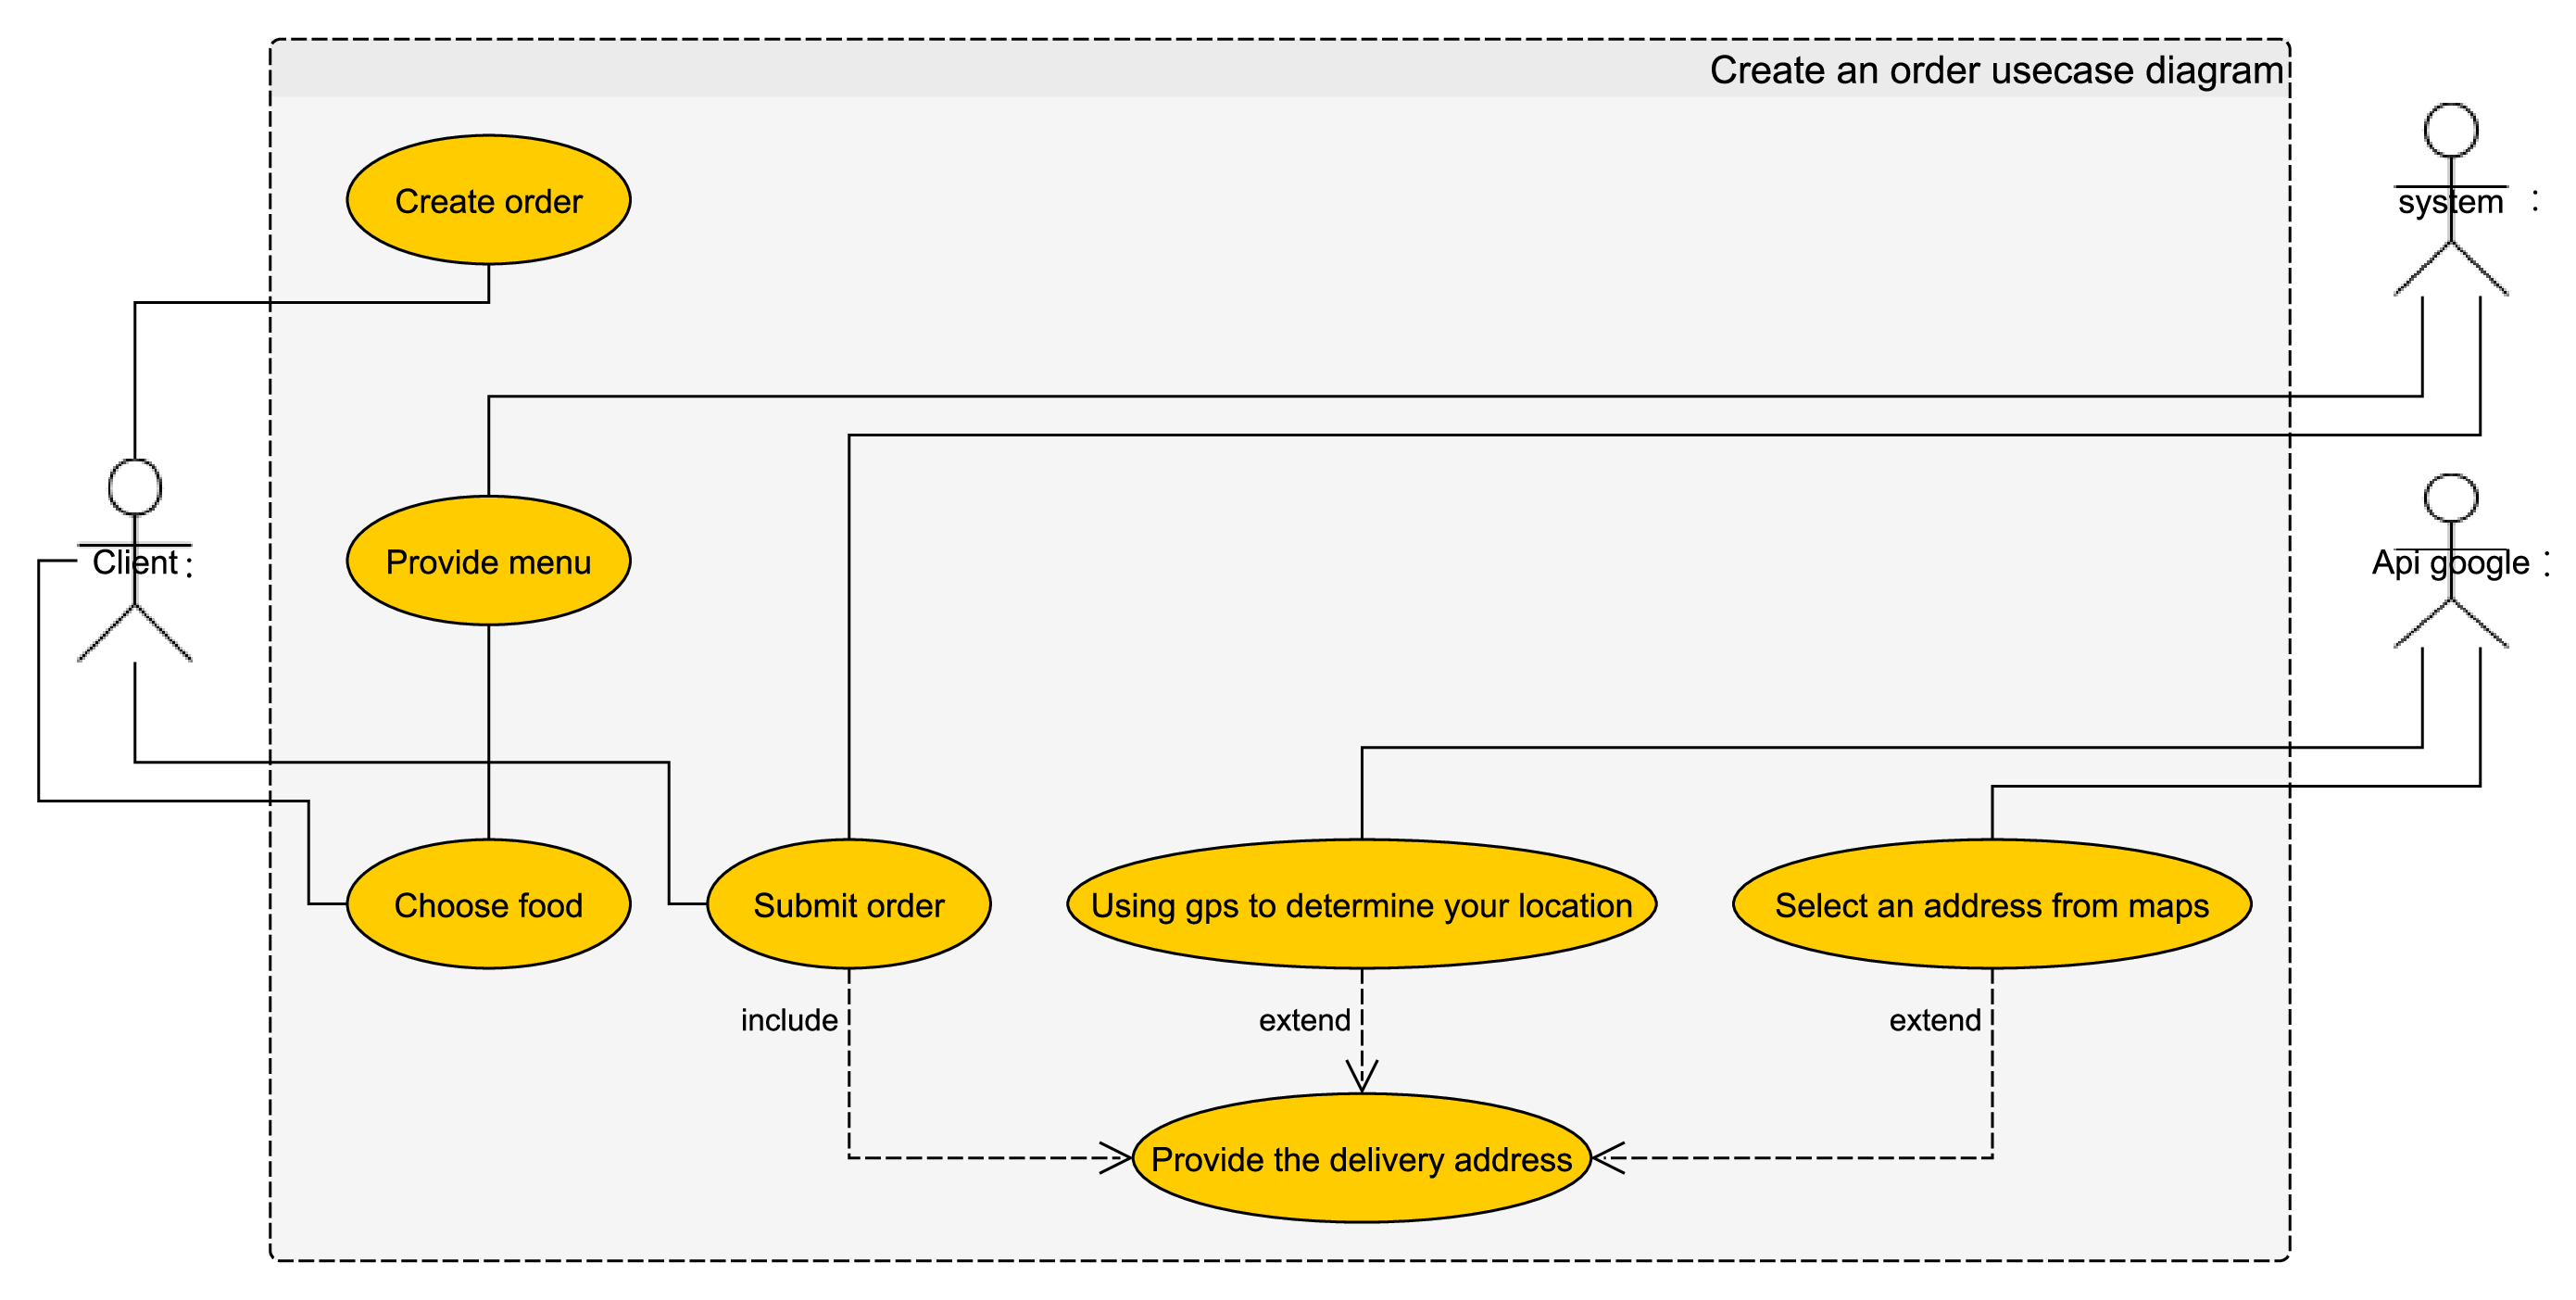 Create an order usecase diagram
Create order
system :
Client :
Provide menu
Api google :
Choose food
Submit order
Using gps to determine your location
Select an address from maps
include
extend
extend
Provide the delivery address